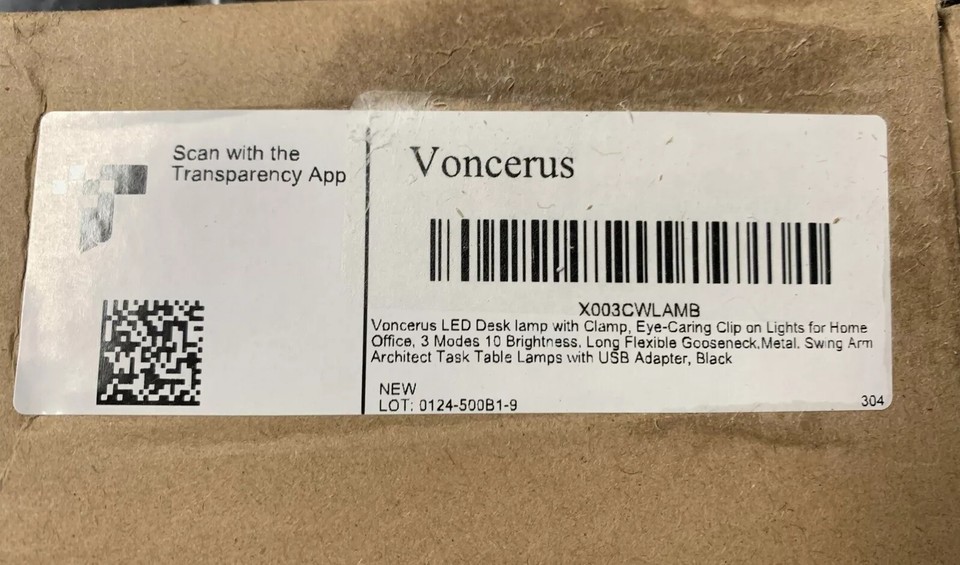 Scan with the
Transparency App
Voncerus
X003CWLAMB
Voncerus LED Desk lamp with Clamp, Eye-Caring Clip on Lights for Home
Office, 3 Modes 10 Brightness, Long Flexible Gooseneck,Metal, Swing Arm
Architect Task Table Lamps with USB Adapter, Black
NEW
LOT: 0124-500B1-9
304